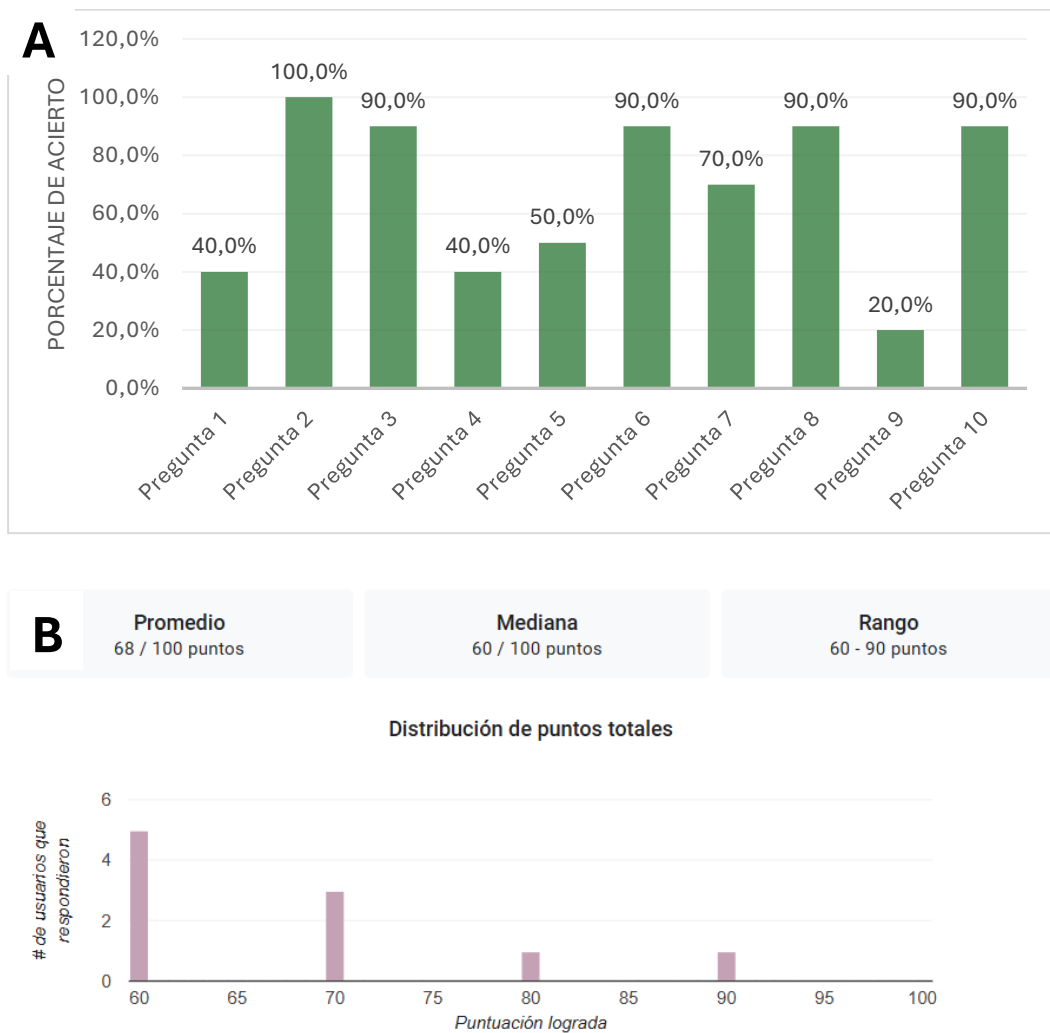 A
120,0%
100,0%
80,0%
60,0%
40,0%
20,0%
0,0%
PORCENTAJE DE ACIERTO
40,0%
100,0%
90,0%
40,0%
50,0%
90,0%
70,0%
90,0%
20,0%
90,0%
Pregunta 1
Pregunta 2
Pregunta 3
Pregunta 4
Pregunta 5
Pregunta 6
Pregunta 7
Pregunta 8
Pregunta 9
Pregunta 10
B
Promedio
68 / 100 puntos
Mediana
60 / 100 puntos
Rango
60 - 90 puntos
Distribución de puntos totales
# de usuarios que
respondieron
6
4
2
0
60
65
70
75
80
85
90
95
100
Puntuación lograda